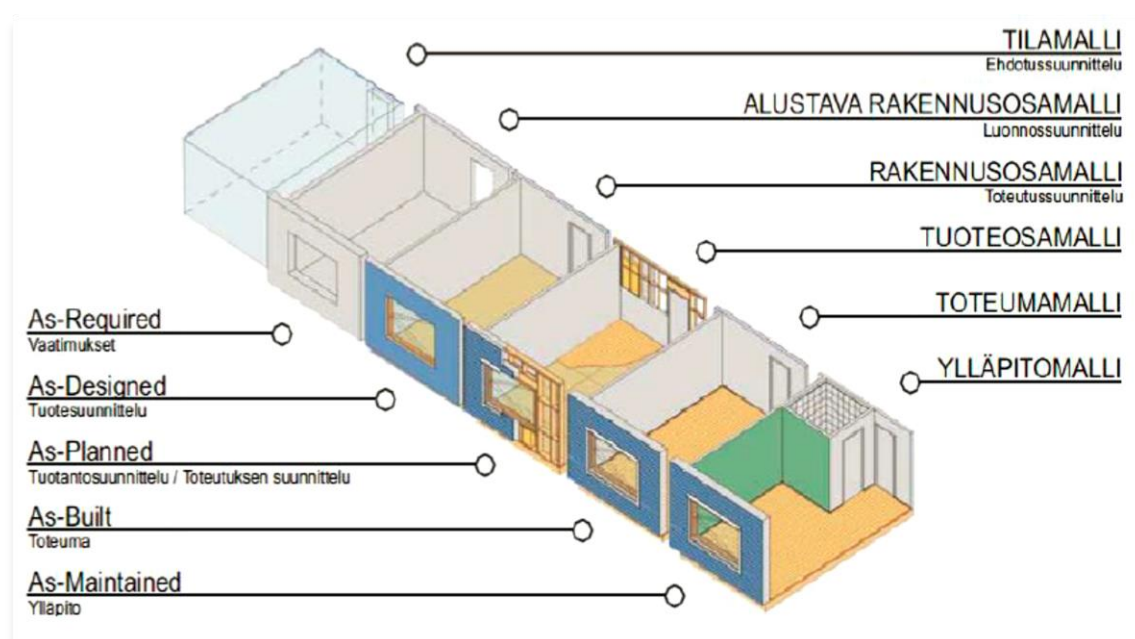 TILAMALLI
Ehdotussuunnittelu
ALUSTAVA RAKENNUSOSAMALLI
Luonnossuunnittelu
RAKENNUSOSAMALLI
Toteutussuunnittelu
TUOTEOSAMALLI
TOTEUMAMALLI
YLLÄPITOMALLI
As-Required
Vaatimukset
As-Designed
Tuotesuunnittelu
As-Planned
Tuotantosuunnittelu / Toteutuksen suunnittelu
As-Built
Toteuma
As-Maintained
Ylläpito